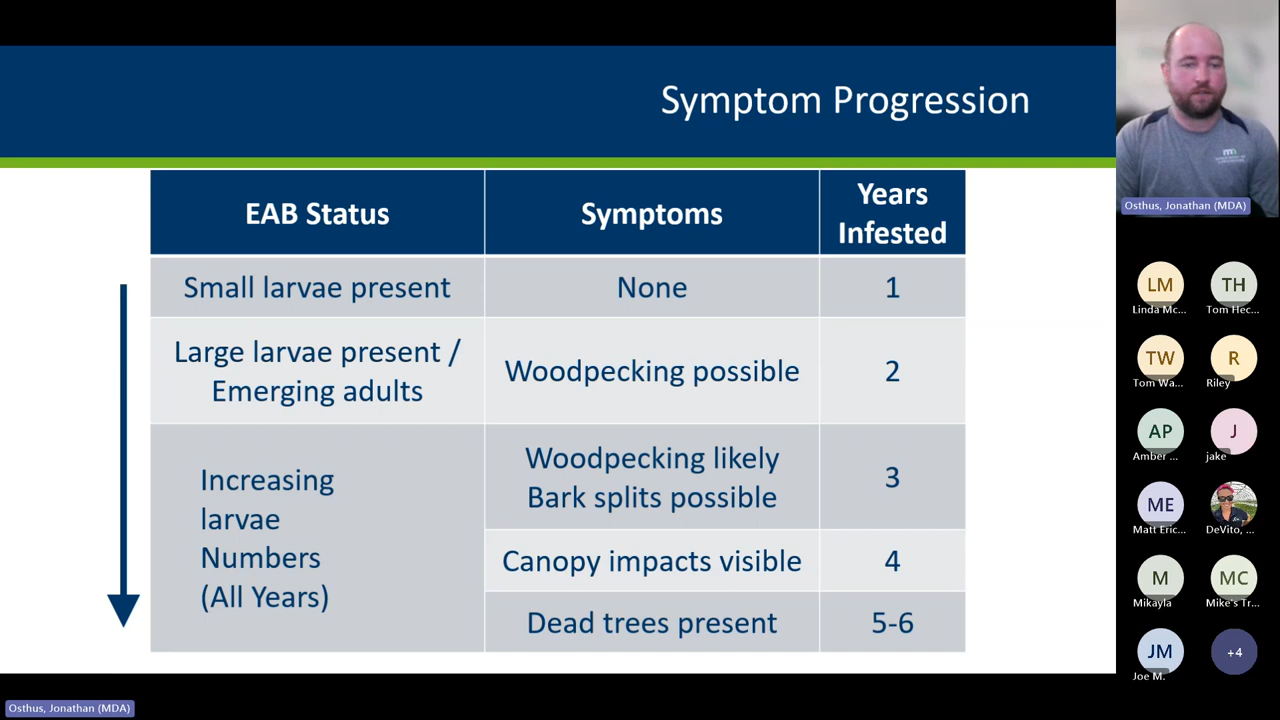 Symptom Progression
EAB Status
Symptoms
Years
Infested
Small larvae present
None
1
Large larvae present /
Emerging adults
Woodpecking possible
2
Increasing
larvae
Numbers
(All Years)
Woodpecking likely
Bark splits possible
3
Canopy impacts visible
4
Dead trees present
5-6
Osthus, Jonathan (MDA)
LM
Linda Mc...
TH
Tom Hec...
TW
Tom Wa...
R
Riley
AP
Amber ...
J
jake
ME
Matt Eric...
DeVito, ...
M
Mikayla
MC
Mike's Tr...
JM
Joe M.
+4
Osthus, Jonathan (MDA)